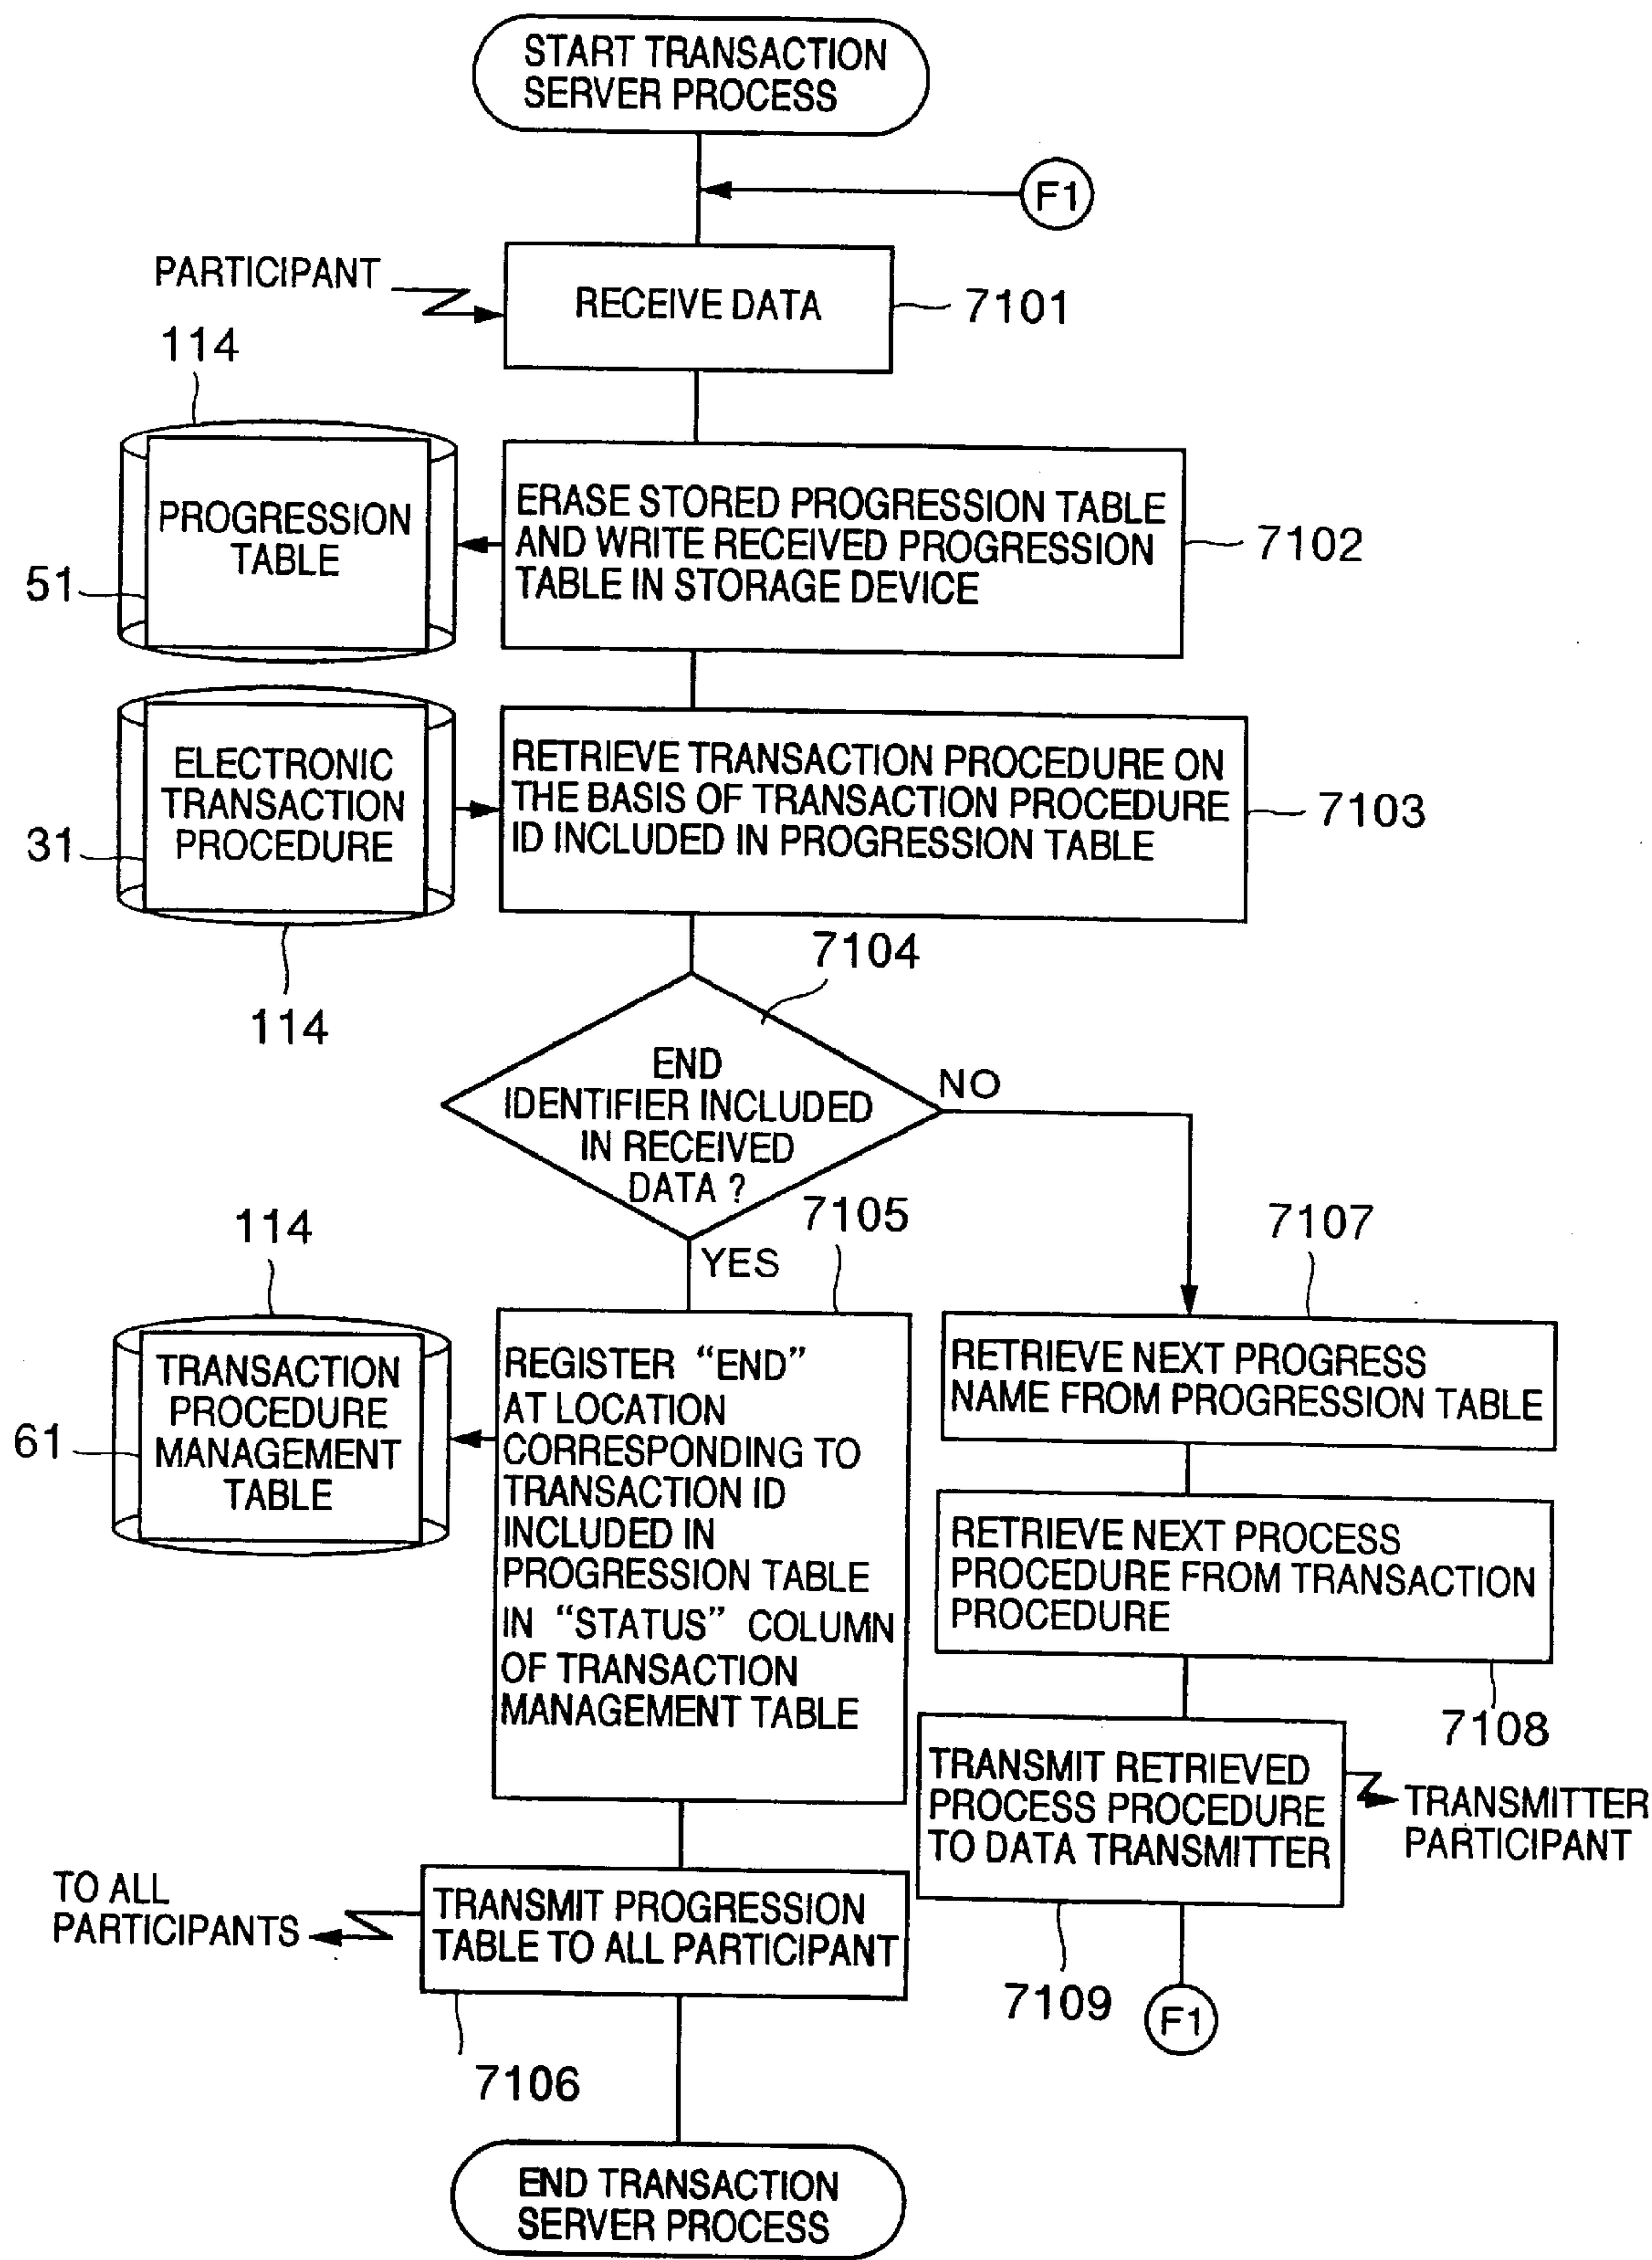 START TRANSACTION
SERVER PROCESS
F1
PARTICIPANT
RECEIVE DATA
7101
114
PROGRESSION
TABLE
51
ERASE STORED PROGRESSION TABLE
AND WRITE RECEIVED PROGRESSION
TABLE IN STORAGE DEVICE
7102
ELECTRONIC
TRANSACTION
PROCEDURE
31
114
RETRIEVE TRANSACTION PROCEDURE ON
THE BASIS OF TRANSACTION PROCEDURE
ID INCLUDED IN PROGRESSION TABLE
7103
7104
END
IDENTIFIER INCLUDED
IN RECEIVED
DATA ?
NO
YES
7105
114
TRANSACTION
PROCEDURE
MANAGEMENT
TABLE
61
REGISTER “END”
AT LOCATION
CORRESPONDING TO
TRANSACTION ID
INCLUDED IN
PROGRESSION TABLE
IN “STATUS” COLUMN
OF TRANSACTION
MANAGEMENT TABLE
7107
RETRIEVE NEXT PROGRESS
NAME FROM PROGRESSION TABLE
RETRIEVE NEXT PROCESS
PROCEDURE FROM TRANSACTION
PROCEDURE
7108
TRANSMIT RETRIEVED
PROCESS PROCEDURE
TO DATA TRANSMITTER
TRANSMITTER
PARTICIPANT
7109
F1
TO ALL
PARTICIPANTS
TRANSMIT PROGRESSION
TABLE TO ALL PARTICIPANT
7106
END TRANSACTION
SERVER PROCESS